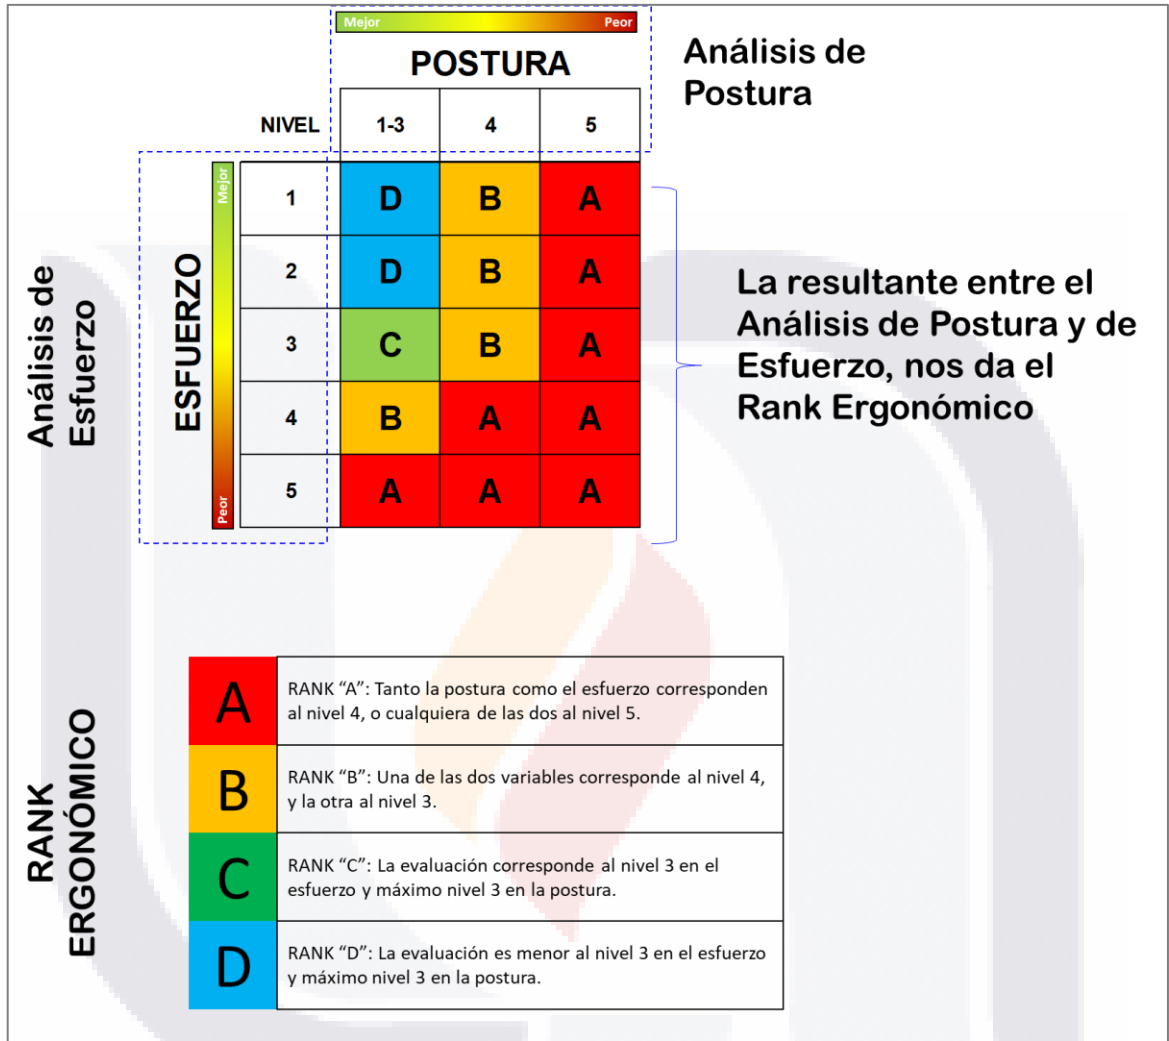 Mejor Peor
POSTURA
Análisis de
Postura
NIVEL 1-3 4 5
Mejor
Peor
ESFUERZO
Análisis de
Esfuerzo
1 D B A
2 D B A
3 C B A
4 B A A
5 A A A
La resultante entre el
Análisis de Postura y de
Esfuerzo, nos da el
Rank Ergonómico
RANK
ERGONÓMICO
A
RANK “A”: Tanto la postura como el esfuerzo corresponden
al nivel 4, o cualquiera de las dos al nivel 5.
B
RANK “B”: Una de las dos variables corresponde al nivel 4,
y la otra al nivel 3.
C
RANK “C”: La evaluación corresponde al nivel 3 en el
esfuerzo y máximo nivel 3 en la postura.
D
RANK “D”: La evaluación es menor al nivel 3 en el esfuerzo
y máximo nivel 3 en la postura.